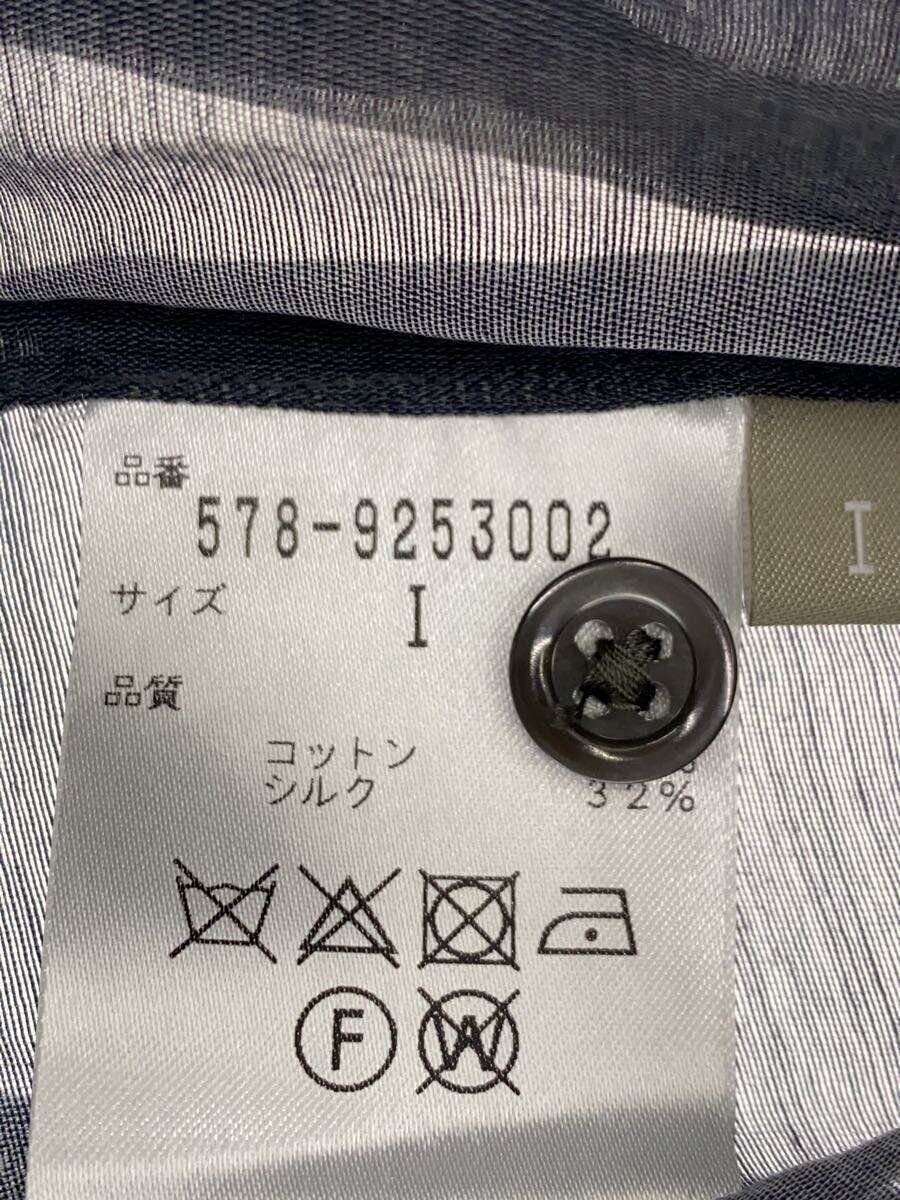 品番
578-9253002
サイズ I
I
品質
コットン
シルク 32%
F
W